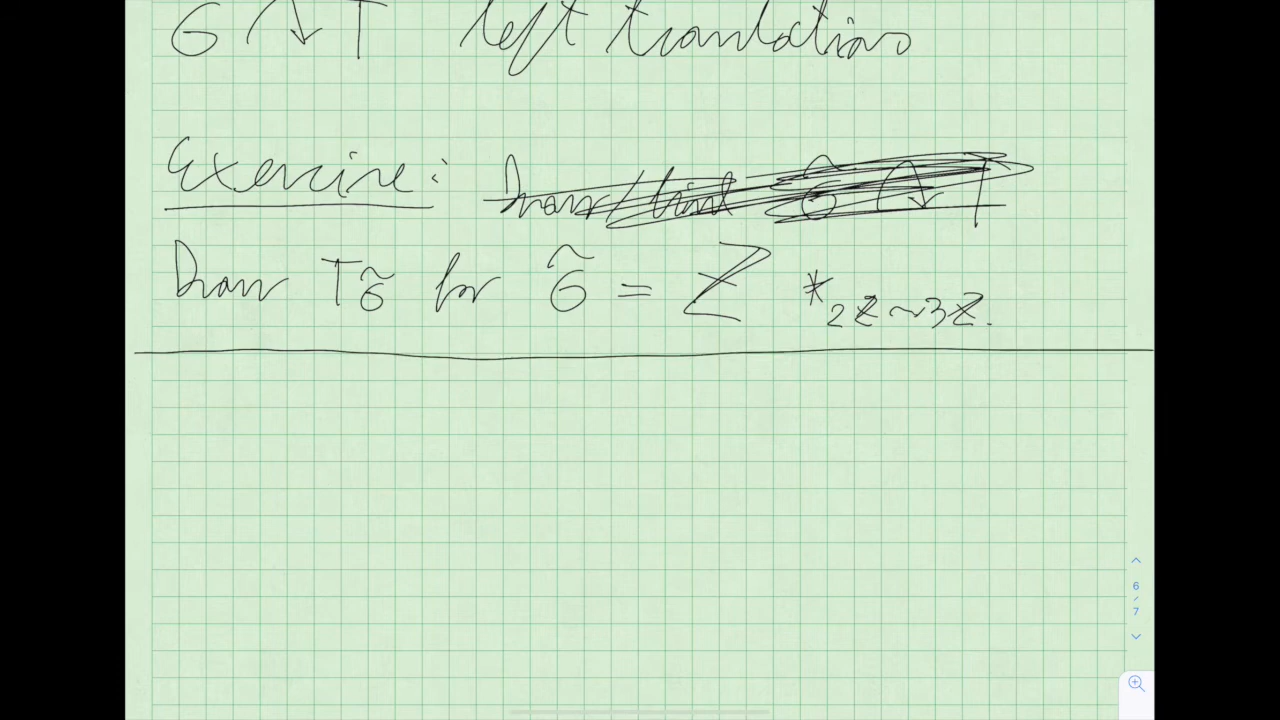 G ↷ T left translations
Exercise:
Draw T_G̃ for G̃ = Z *_{2Z~3Z}.
6
/
7